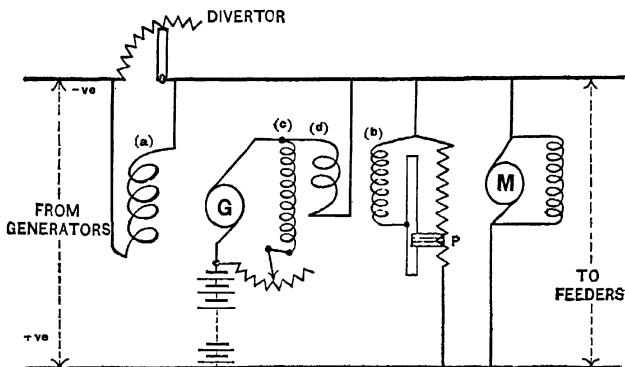 DIVERTOR
-ve
(a)
(c)
(d)
(b)
G
M
P
FROM
GENERATORS
TO
FEEDERS
+ve